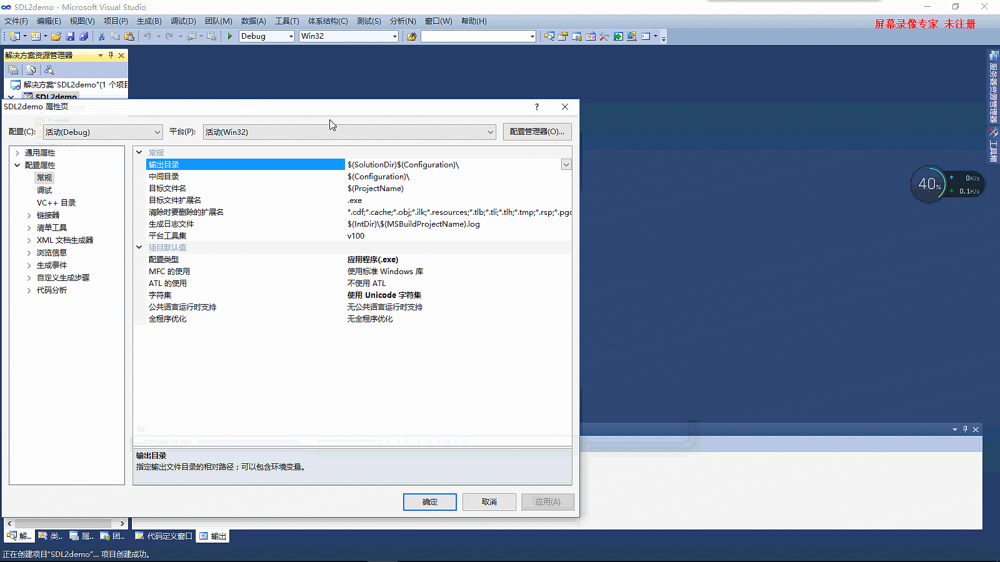 SDL2demo - Microsoft Visual Studio
文件(F) 编辑(E) 视图(V) 项目(P) 生成(B) 调试(D) 团队(M) 数据(A) 工具(T) 体系结构(C) 测试(S) 分析(N) 窗口(W) 帮助(H)
屏幕录像专家 未注册
Debug Win32
解决方案资源管理器
解决方案"SDL2demo"(1 个项目
SDL2demo
SDL2demo 属性页
?
配置(C): 活动(Debug) 平台(P): 活动(Win32) 配置管理器(O)...
通用属性
配置属性
常规
调试
VC++ 目录
链接器
清单工具
XML 文档生成器
浏览信息
生成事件
自定义生成步骤
代码分析
常规
输出目录 $(SolutionDir)$(Configuration)\
中间目录 $(Configuration)\
目标文件名 $(ProjectName)
目标文件扩展名 .exe
清除时要删除的扩展名 *.cdf;*.cache;*.obj;*.ilk;*.resources;*.tlb;*.tli;*.tlh;*.tmp;*.rsp;*.pgc
生成日志文件 $(IntDir)\$(MSBuildProjectName).log
平台工具集 v100
项目默认值
配置类型 应用程序(.exe)
MFC 的使用 使用标准 Windows 库
ATL 的使用 不使用 ATL
字符集 使用 Unicode 字符集
公共语言运行时支持 无公共语言运行时支持
全程序优化 无全程序优化
输出目录
指定输出文件目录的相对路径；可以包含环境变量。
确定 取消 应用(A)
服务器资源管理器
工具箱
40%
0K/s
0.1K/s
解... 类... 属... 团... 代码定义窗口 输出
正在创建项目"SDL2demo"... 项目创建成功。